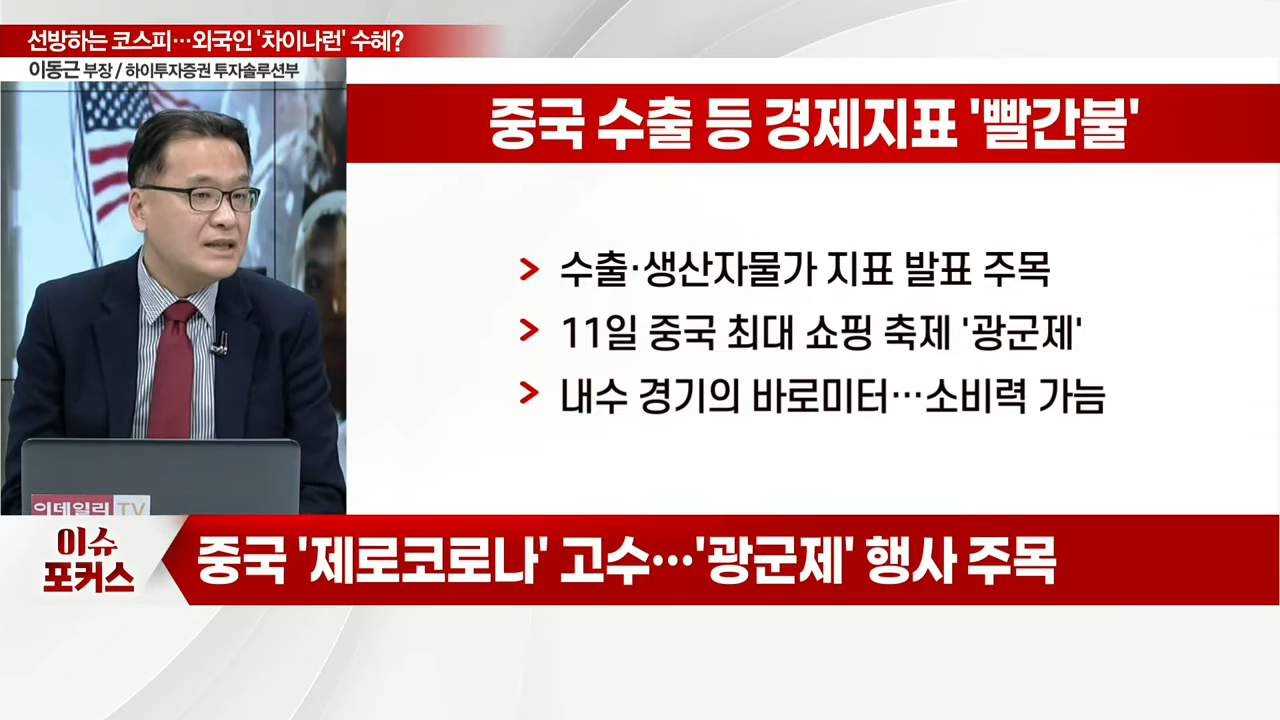 선방하는 코스피…외국인 '차이나런' 수혜?
이동근 부장 / 하이투자증권 투자솔루션부
중국 수출 등 경제지표 '빨간불'
> 수출·생산자물가 지표 발표 주목
> 11일 중국 최대 쇼핑 축제 '광군제'
> 내수 경기의 바로미터…소비력 가늠
이데일리 TV
이슈
포커스
중국 '제로코로나' 고수…'광군제' 행사 주목